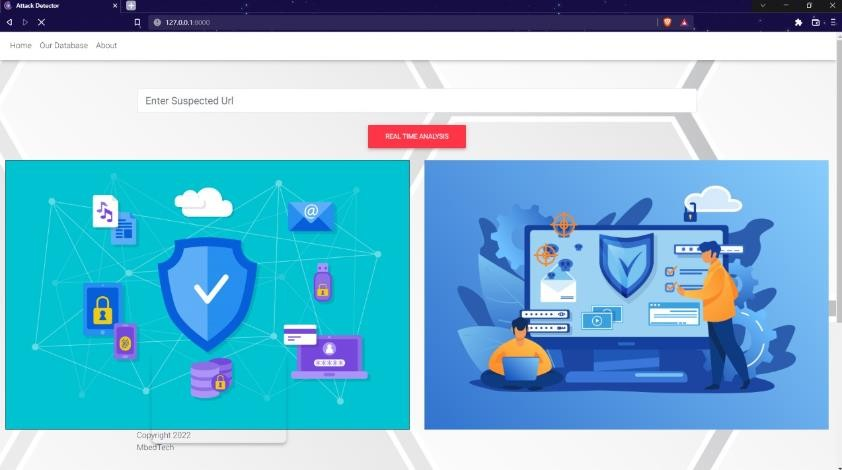 Attack Detector
127.0.0.1:8000
Home Our Database About
Enter Suspected Url
REAL TIME ANALYSIS
@
*****
Copyright 2022
MbedTech